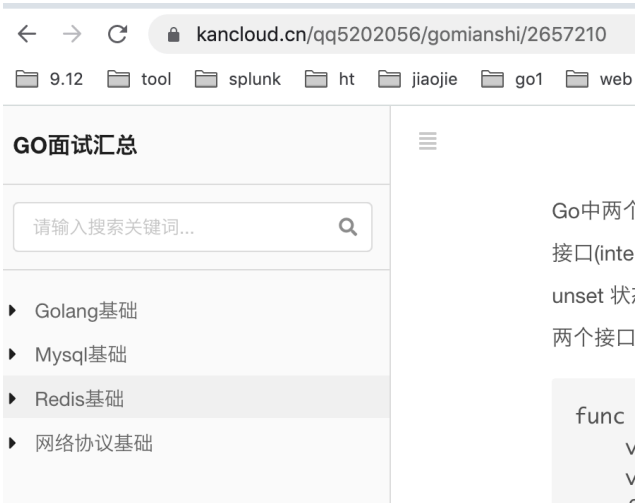 kancloud.cn/qq5202056/gomianshi/2657210
9.12 tool splunk ht jiaojie go1 web
GO面试汇总
请输入搜索关键词...
Golang基础
Mysql基础
Redis基础
网络协议基础
Go中两个
接口(inte
unset 状
两个接口
func
v
v